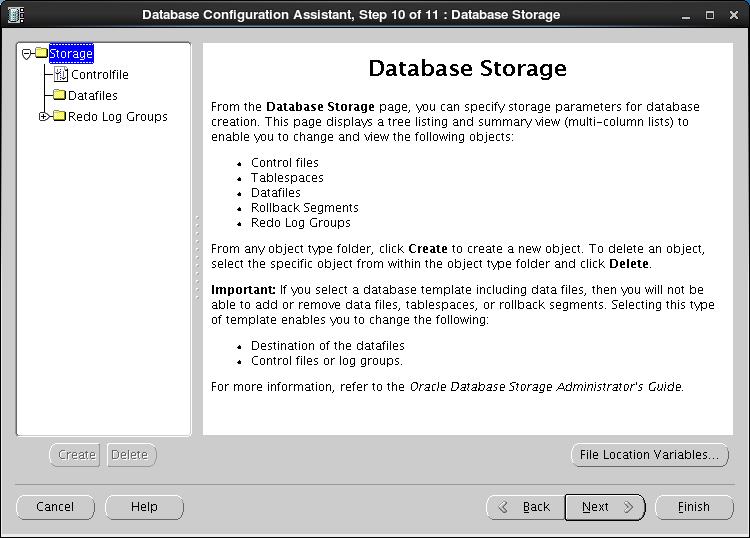 Database Configuration Assistant, Step 10 of 11 : Database Storage
Storage
Controlfile
Datafiles
Redo Log Groups
Database Storage
From the Database Storage page, you can specify storage parameters for database
creation. This page displays a tree listing and summary view (multi-column lists) to
enable you to change and view the following objects:
• Control files
• Tablespaces
• Datafiles
• Rollback Segments
• Redo Log Groups
From any object type folder, click Create to create a new object. To delete an object,
select the specific object from within the object type folder and click Delete.
Important: If you select a database template including data files, then you will not be
able to add or remove data files, tablespaces, or rollback segments. Selecting this type
of template enables you to change the following:
• Destination of the datafiles
• Control files or log groups.
For more information, refer to the Oracle Database Storage Administrator's Guide.
Create
Delete
File Location Variables...
Cancel
Help
Back
Next
Finish